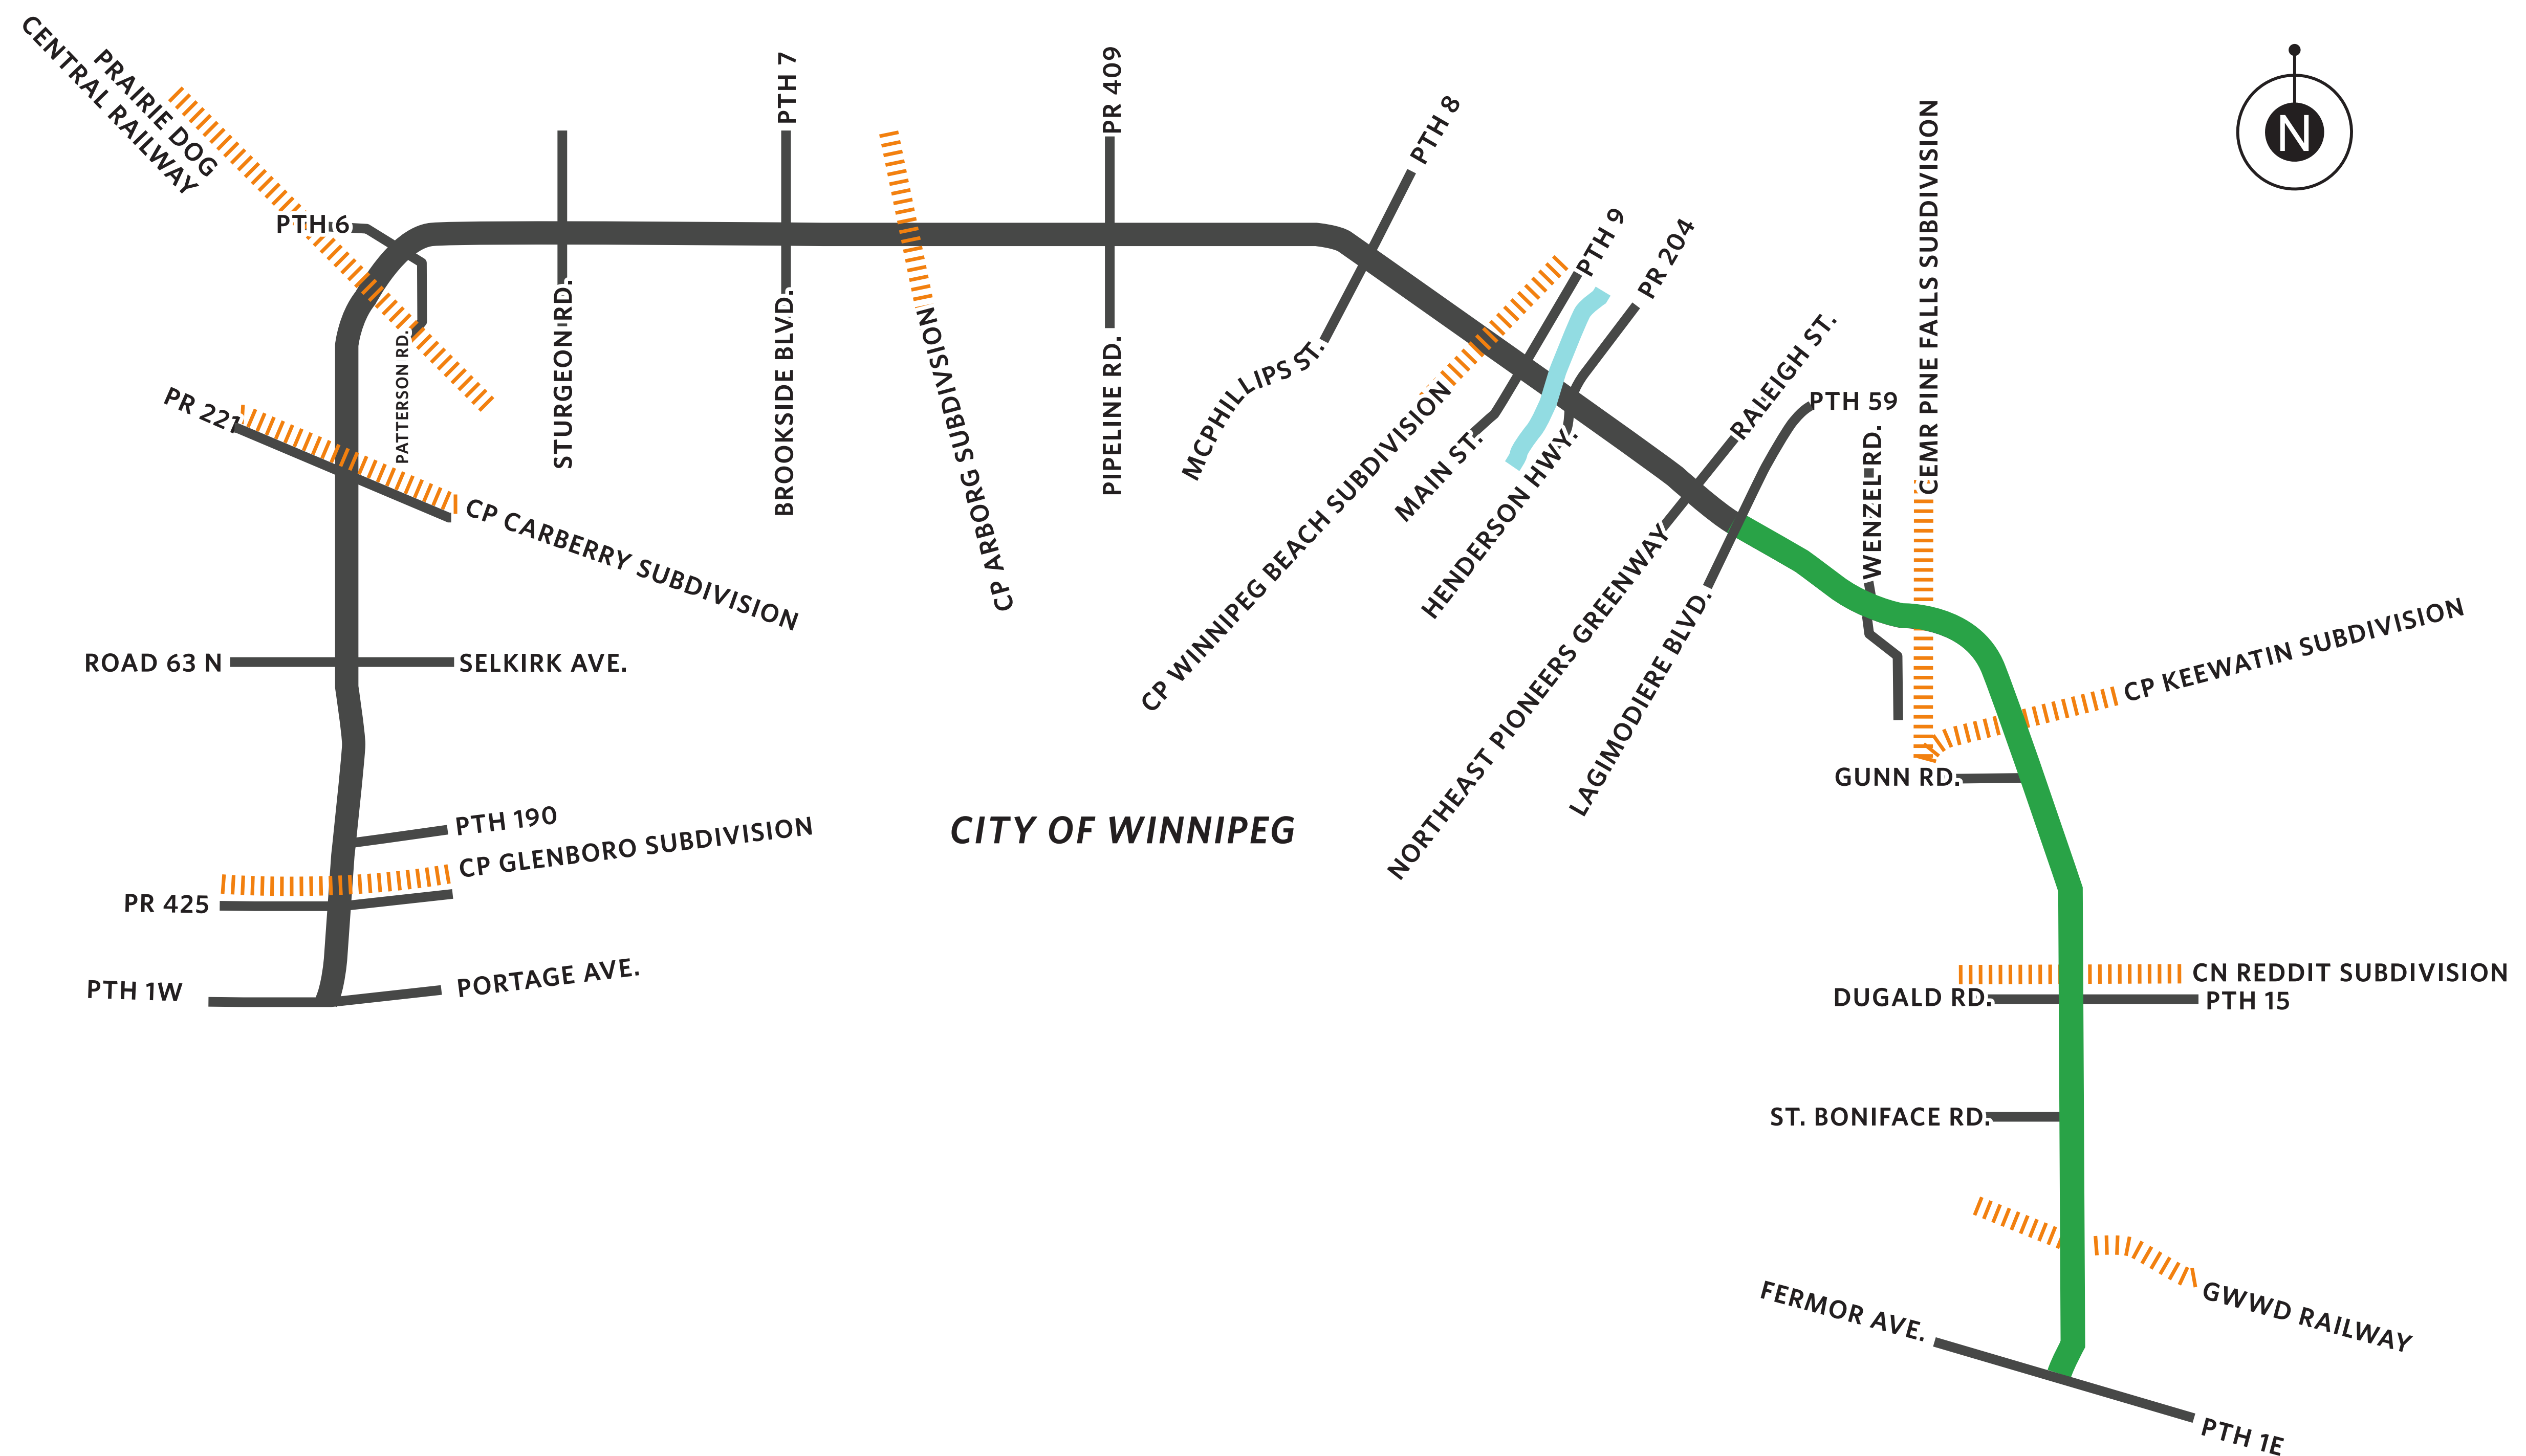 CENTRAL RAILWAY
PRAIRIE DOG
PTH 6
PATTERSON RD.
STURGEON RD.
PTH 7
BROOKSIDE BLVD.
CP ARBORG SUBDIVISION
PR 409
PIPELINE RD.
PTH 8
MCPHILLIPS ST.
CP WINNIPEG BEACH SUBDIVISION
PTH 9
MAIN ST.
PR 204
HENDERSON HWY.
RALEIGH ST.
NORTHEAST PIONEERS GREENWAY
PTH 59
LAGIMODIERE BLVD.
WENZEL RD.
CEMR PINE FALLS SUBDIVISION
N
PR 221
CP CARBERRY SUBDIVISION
ROAD 63 N
SELKIRK AVE.
CP KEEWATIN SUBDIVISION
GUNN RD.
PTH 190
CP GLENBORO SUBDIVISION
CITY OF WINNIPEG
PR 425
PTH 1W
PORTAGE AVE.
CN REDDIT SUBDIVISION
DUGALD RD.
PTH 15
ST. BONIFACE RD.
GWWD RAILWAY
FERMOR AVE.
PTH 1E